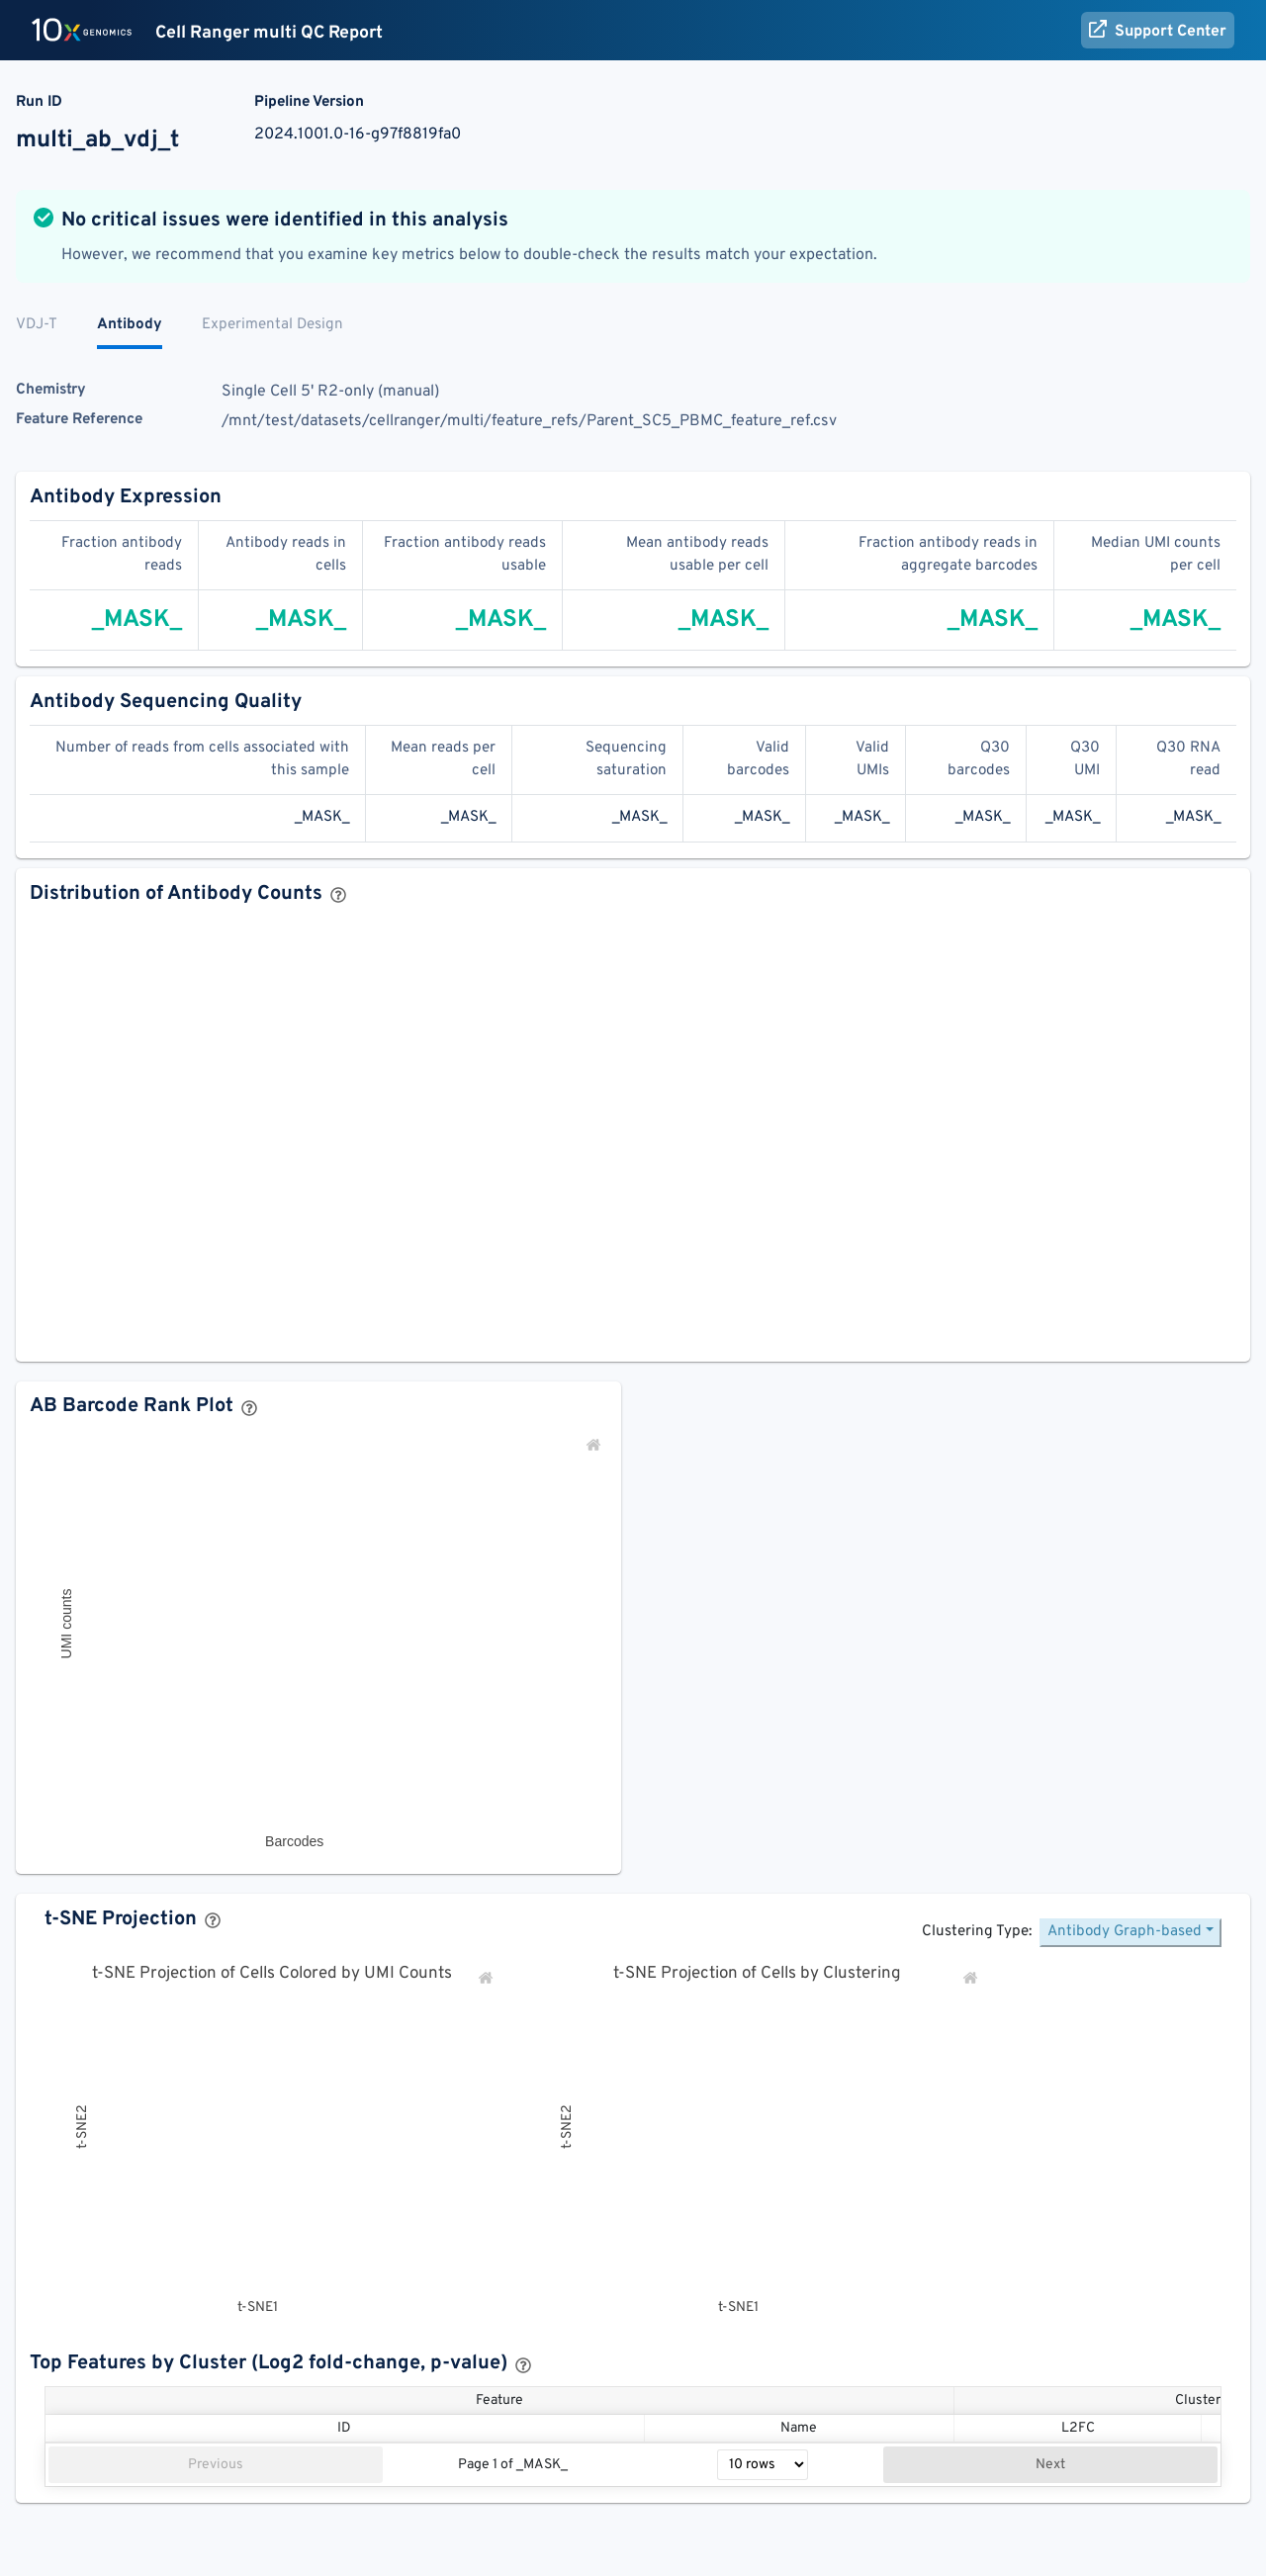 10x GENOMICS Cell Ranger multi QC Report Support Center
Run ID Pipeline Version
multi_ab_vdj_t 2024.1001.0-16-g97f8819fa0
No critical issues were identified in this analysis
However, we recommend that you examine key metrics below to double-check the results match your expectation.
VDJ-T Antibody Experimental Design
Chemistry Single Cell 5' R2-only (manual)
Feature Reference /mnt/test/datasets/cellranger/multi/feature_refs/Parent_SC5_PBMC_feature_ref.csv
Antibody Expression
Fraction antibody reads Antibody reads in cells Fraction antibody reads usable Mean antibody reads usable per cell Fraction antibody reads in aggregate barcodes Median UMI counts per cell
_MASK_ _MASK_ _MASK_ _MASK_ _MASK_ _MASK_
Antibody Sequencing Quality
Number of reads from cells associated with this sample Mean reads per cell Sequencing saturation Valid barcodes Valid UMIs Q30 barcodes Q30 UMI Q30 RNA read
_MASK_ _MASK_ _MASK_ _MASK_ _MASK_ _MASK_ _MASK_ _MASK_
Distribution of Antibody Counts
AB Barcode Rank Plot
UMI counts
Barcodes
t-SNE Projection
Clustering Type: Antibody Graph-based
t-SNE Projection of Cells Colored by UMI Counts t-SNE Projection of Cells by Clustering
t-SNE2 t-SNE2
t-SNE1 t-SNE1
Top Features by Cluster (Log2 fold-change, p-value)
Feature Cluster
ID Name L2FC
Previous Page 1 of _MASK_ 10 rows Next